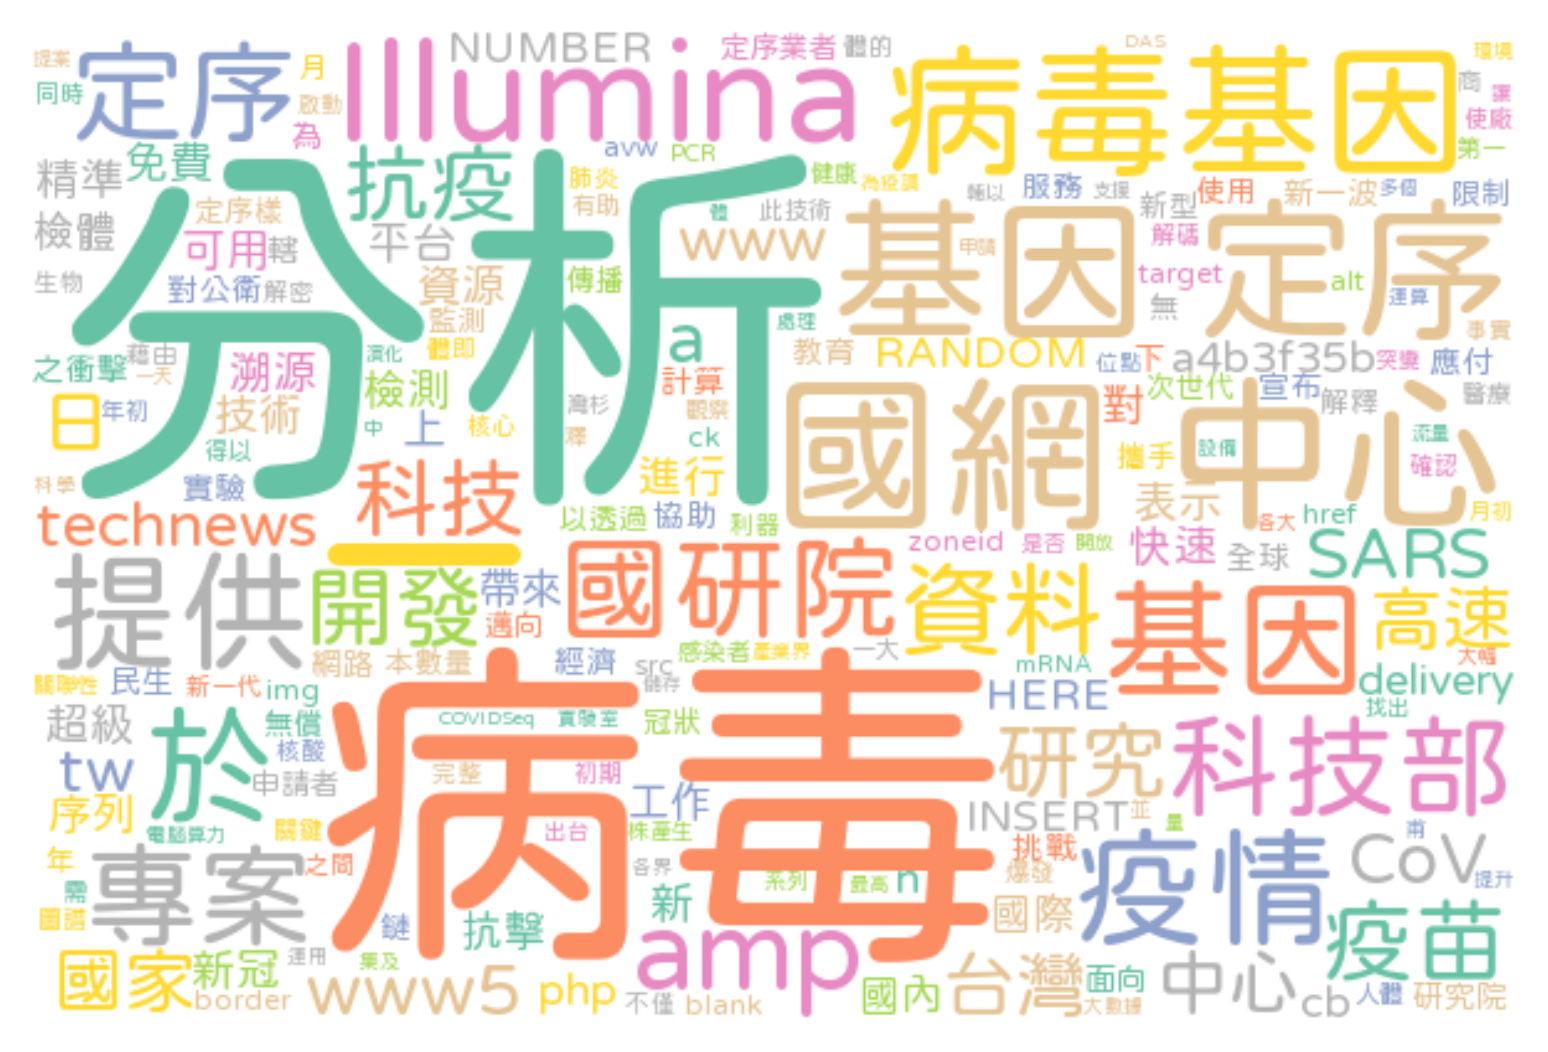 提案
定序
月
Illumina
NUMBER
定序業者
體的
病毒基因
DAS
環境
同時
啟動
為
商
讓
使廠
精準
免費
抗疫
分析
avw
PCR
健康
為疫調
第一
肺炎
有助
體
此技術
輔以
服務
支援
新型
使用
新一波
多個
限制
檢體
定序樣
可用
轄
平台
www
基因定序
甲請
解碼
生物
對公衛
解密
資源
傳播
target
alt
無
運算
監測
處理
事實
之衝擊
藉由
一天
溯源
演化
體即
a
教育
RANDOM
位點
下
a4b3f35b
突變
應付
檢測
計算
日
年初
技術
灣杉
觀察
國網中心
對
次世代
宣布
解釋
醫療
得以
中
上
核心
釋
ck
設備
流量
攜手
確認
科學
實驗
科技
進行
表示
technews
以透過
協助
利器
各大
href
月初
提供
開發
帶來
國研院
zoneid
是否
開放
快速
全球
SARS
資料
基因
高速
邁向
網路
本數量
經濟
src
儲存
感染者
產業界
一大
mRNA
大幅
關聯性
民生
新一代
img
HERE
delivery
找出
超級
於
無償
病毒
COVIDSeq
實驗室
冠狀
研究
科技部
核酸
tw
申請者
完整
初期
工作
序列
電腦算力
關鍵
出台
株產生
INSERT
並
量
年
專案
之間
各界
挑戰
疫情
甫
CoV
需
系列
最高
n
爆發
提升
圖譜
鏈
抗擊
新
國際
疫苗
國家
新冠
運用
集及
amp
台灣
面向
中心
border
www5
php
不僅
blank
國內
大數據
cb
人體
研究院